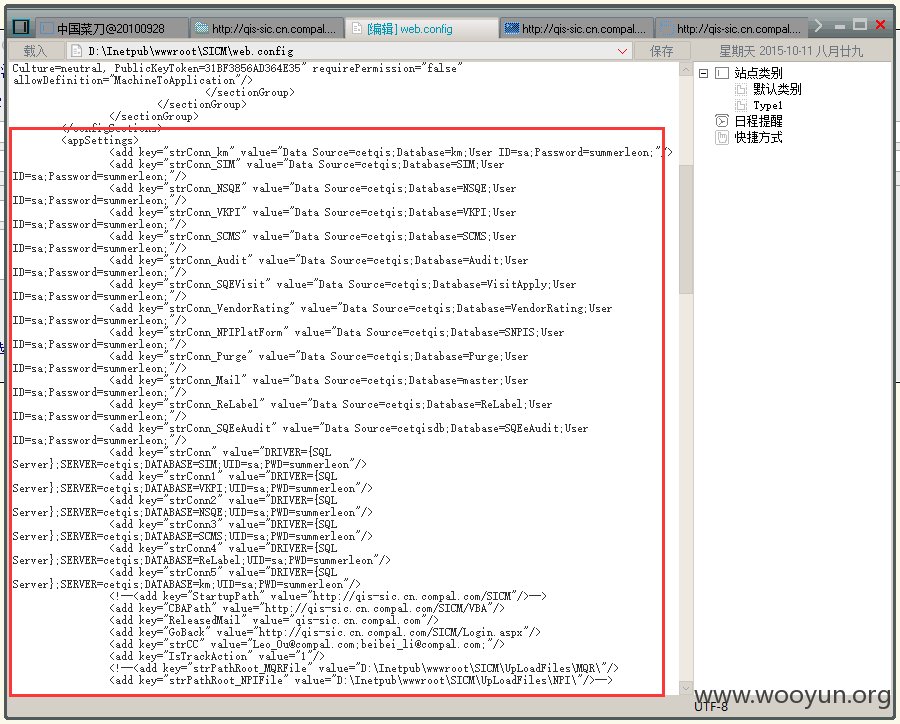 中国菜刀@20100928
http://qis-sic.cn.compal....
[编辑] web.config
http://qis-sic.cn.compal....
http://qis-sic.cn.compal....
载入
D:\Inetpub\wwwroot\SICM\web.config
保存
星期天 2015-10-11 八月廿九
Culture=neutral, PublicKeyToken=31BF3856AD364E35" requirePermission="false"
allowDefinition="MachineToApplication"/>
</sectionGroup>
</sectionGroup>
</sectionGroup>
</configSections>
<appSettings>
<add key="strConn_km" value="Data Source=cetqis;Database=km;User ID=sa;Password=summerleon;"/>
<add key="strConn_SIM" value="Data Source=cetqis;Database=SIM;User
ID=sa;Password=summerleon;"/>
<add key="strConn_NSQE" value="Data Source=cetqis;Database=NSQE;User
ID=sa;Password=summerleon;"/>
<add key="strConn_VKPI" value="Data Source=cetqis;Database=VKPI;User
ID=sa;Password=summerleon;"/>
<add key="strConn_SCMS" value="Data Source=cetqis;Database=SCMS;User
ID=sa;Password=summerleon;"/>
<add key="strConn_Audit" value="Data Source=cetqis;Database=Audit;User
ID=sa;Password=summerleon;"/>
<add key="strConn_SQEVisit" value="Data Source=cetqis;Database=VisitApply;User
ID=sa;Password=summerleon;"/>
<add key="strConn_VendorRating" value="Data Source=cetqis;Database=VendorRating;User
ID=sa;Password=summerleon;"/>
<add key="strConn_NPIPlatForm" value="Data Source=cetqis;Database=SNPIS;User
ID=sa;Password=summerleon;"/>
<add key="strConn_Purge" value="Data Source=cetqis;Database=Purge;User
ID=sa;Password=summerleon;"/>
<add key="strConn_Mail" value="Data Source=cetqis;Database=master;User
ID=sa;Password=summerleon;"/>
<add key="strConn_ReLabel" value="Data Source=cetqis;Database=ReLabel;User
ID=sa;Password=summerleon;"/>
<add key="strConn_SQEeAudit" value="Data Source=cetqisdb;Database=SQEeAudit;User
ID=sa;Password=summerleon;"/>
<add key="strConn" value="DRIVER={SQL
Server};SERVER=cetqis;DATABASE=SIM;UID=sa;PWD=summerleon"/>
<add key="strConn1" value="DRIVER={SQL
Server};SERVER=cetqis;DATABASE=VKPI;UID=sa;PWD=summerleon"/>
<add key="strConn2" value="DRIVER={SQL
Server};SERVER=cetqis;DATABASE=NSQE;UID=sa;PWD=summerleon"/>
<add key="strConn3" value="DRIVER={SQL
Server};SERVER=cetqis;DATABASE=SCMS;UID=sa;PWD=summerleon"/>
<add key="strConn4" value="DRIVER={SQL
Server};SERVER=cetqis;DATABASE=ReLabel;UID=sa;PWD=summerleon"/>
<add key="strConn5" value="DRIVER={SQL
Server};SERVER=cetqis;DATABASE=km;UID=sa;PWD=summerleon"/>
<!--<add key="StartupPath" value="http://qis-sic.cn.compal.com/SICM"/>-->
<add key="CBAPath" value="http://qis-sic.cn.compal.com/SICM/VBA"/>
<add key="ReleasedMail" value="qis-sic.cn.compal.com"/>
<add key="GoBack" value="http://qis-sic.cn.compal.com/SICM/Login.aspx"/>
<add key="strCC" value="Leo_Ou@compal.com;beibei_li@compal.com;"/>
<add key="IsTrackAction" value="1"/>
<!--<add key="strPathRoot_MQRFile" value="D:\Inetpub\wwwroot\SICM\UpLoadFiles\MQR\"/>
<add key="strPathRoot_NPIFile" value="D:\Inetpub\wwwroot\SICM\UpLoadFiles\NPI\"/>-->
站点类别
默认类别
Type1
日程提醒
快捷方式
www.wooyun.org
UTF-8